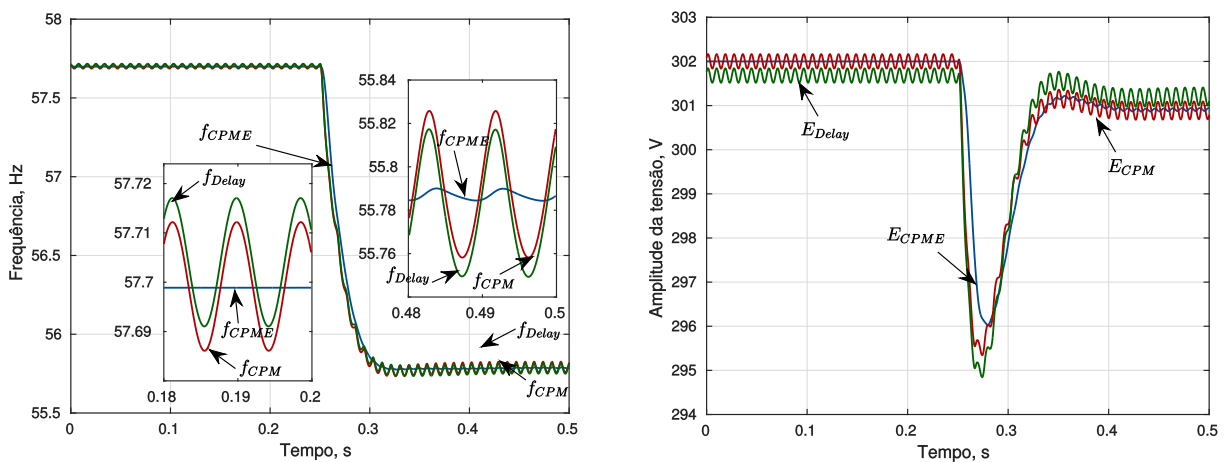 58
57.5
57
56.5
56
55.5
0
0.1
0.2
0.3
0.4
0.5
Frequência, Hz
Tempo, s
f_CPME
57.72
57.71
57.7
57.69
0.18
0.19
0.2
f_Delay
f_CPME
f_CPM
55.84
55.82
55.8
55.78
55.76
0.48
0.49
0.5
f_CPME
f_Delay
f_CPM
f_Delay
f_CPM
303
302
301
300
299
298
297
296
295
294
0
0.1
0.2
0.3
0.4
0.5
Amplitude da tensão, V
Tempo, s
E_Delay
E_CPM
E_CPME